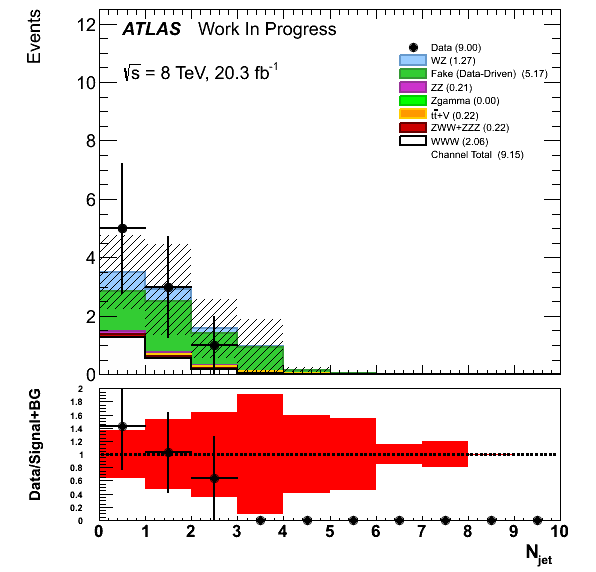 Events
ATLAS Work In Progress
√s = 8 TeV, 20.3 fb-1
Data (9.00)
WZ (1.27)
Fake (Data-Driven) (5.17)
ZZ (0.21)
Zgamma (0.00)
tt̄+V (0.22)
ZWW+ZZZ (0.22)
WWW (2.06)
Channel Total (9.15)
12
10
8
6
4
2
0
Data/Signal+BG
2
1.8
1.6
1.4
1.2
1
0.8
0.6
0.4
0.2
0
0 1 2 3 4 5 6 7 8 9 10
Njet